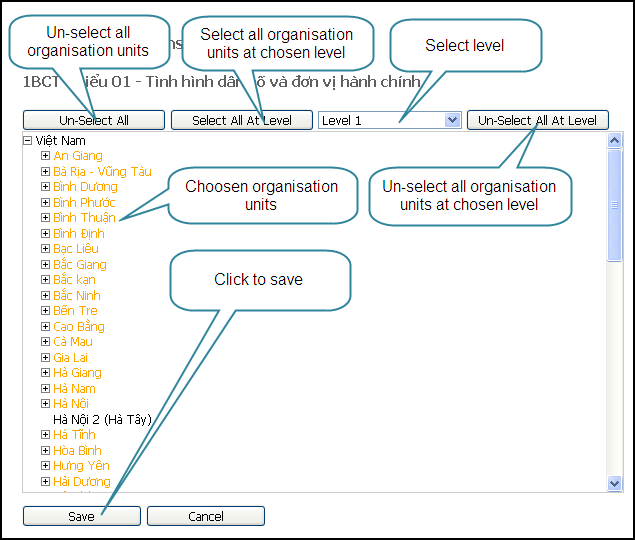 Un-select all
organisation units
Select all organisation
units at chosen level
Select level
1BCT
01 - Tình hình dân
và đơn vị hành chính
Un-Select All
Select All At Level
Level 1
Un-Select All At Level
Việt Nam
An Giang
Bà Rịa - Vũng Tàu
Bình Dương
Bình Phước
Bình Thuận
Bình Định
Bạc Liêu
Bắc Giang
Bắc kạn
Bắc Ninh
Bến Tre
Cao Bằng
Cà Mau
Gia Lai
Hà Giang
Hà Nam
Hà Nội
Hà Nội 2 (Hà Tây)
Hà Tĩnh
Hòa Bình
Hưng Yên
Hải Dương
Choosen organisation
units
Un-select all organisation
units at chosen level
Click to save
Save
Cancel